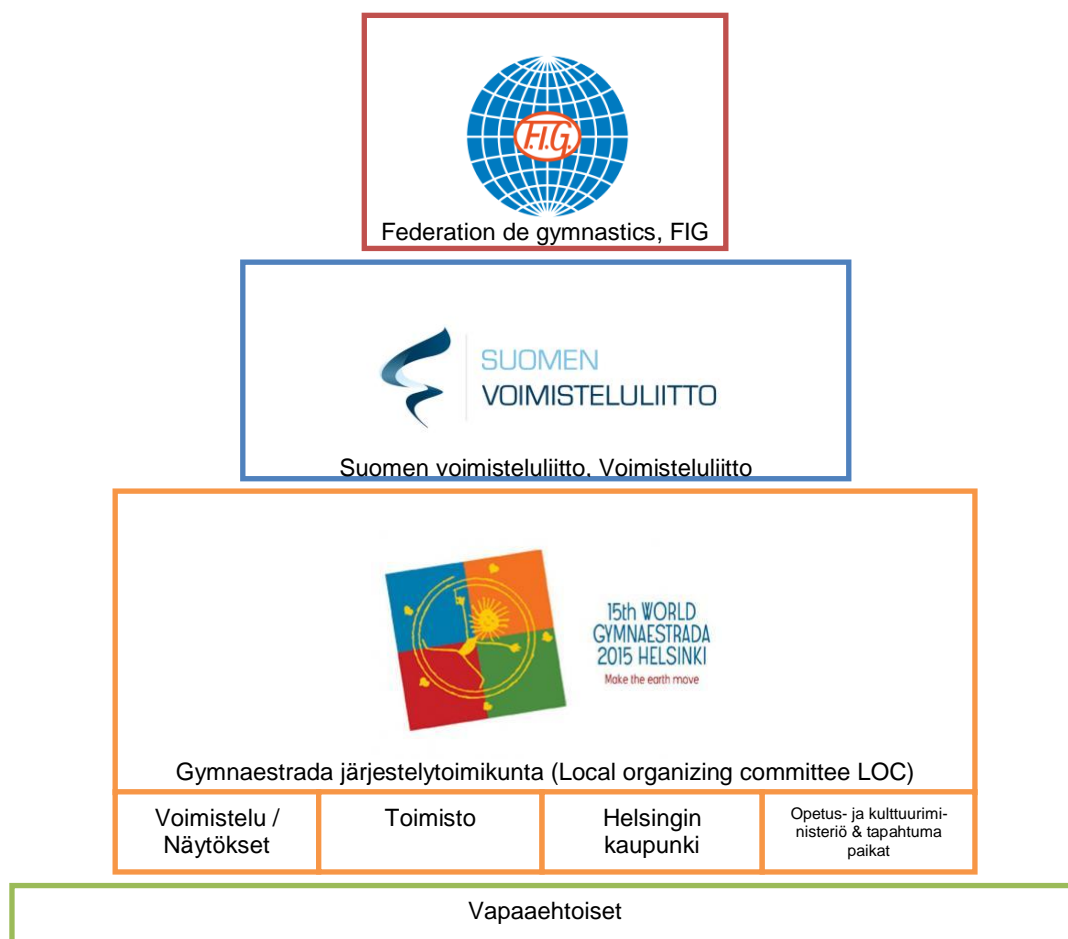 F.I.G.
Federation de gymnastics, FIG
SUOMEN
VOIMISTELULIITTO
Suomen voimisteluliitto, Voimisteluliitto
15th WORLD
GYMNAESTRADA
2015 HELSINKI
Make the earth move
Gymnaestrada järjestelytoimikunta (Local organizing committee LOC)
Voimistelu /
Näytökset
Toimisto
Helsingin
kaupunki
Opetus- ja kulttuurimi-
nisteriö & tapahtuma
paikat
Vapaaehtoiset